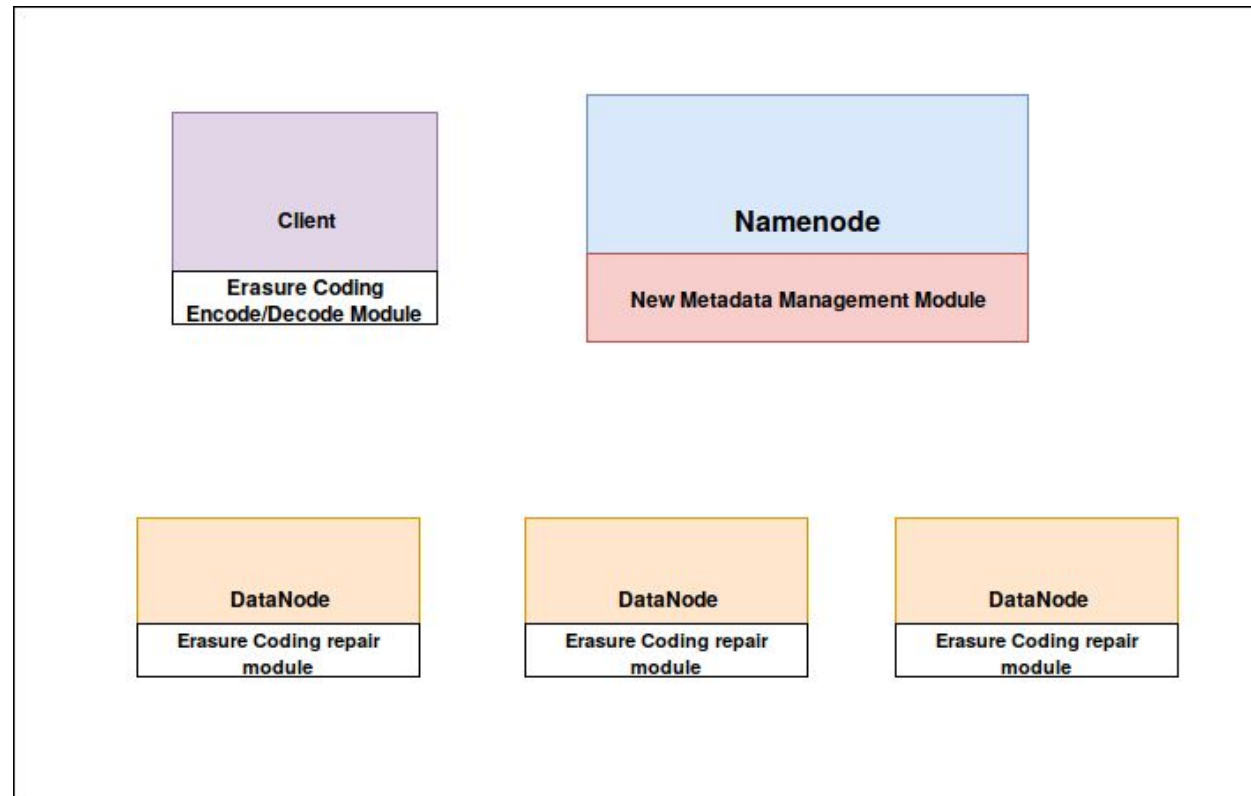 Client
Erasure Coding
Encode/Decode Module
Namenode
New Metadata Management Module
DataNode
Erasure Coding repair
module
DataNode
Erasure Coding repair
module
DataNode
Erasure Coding repair
module